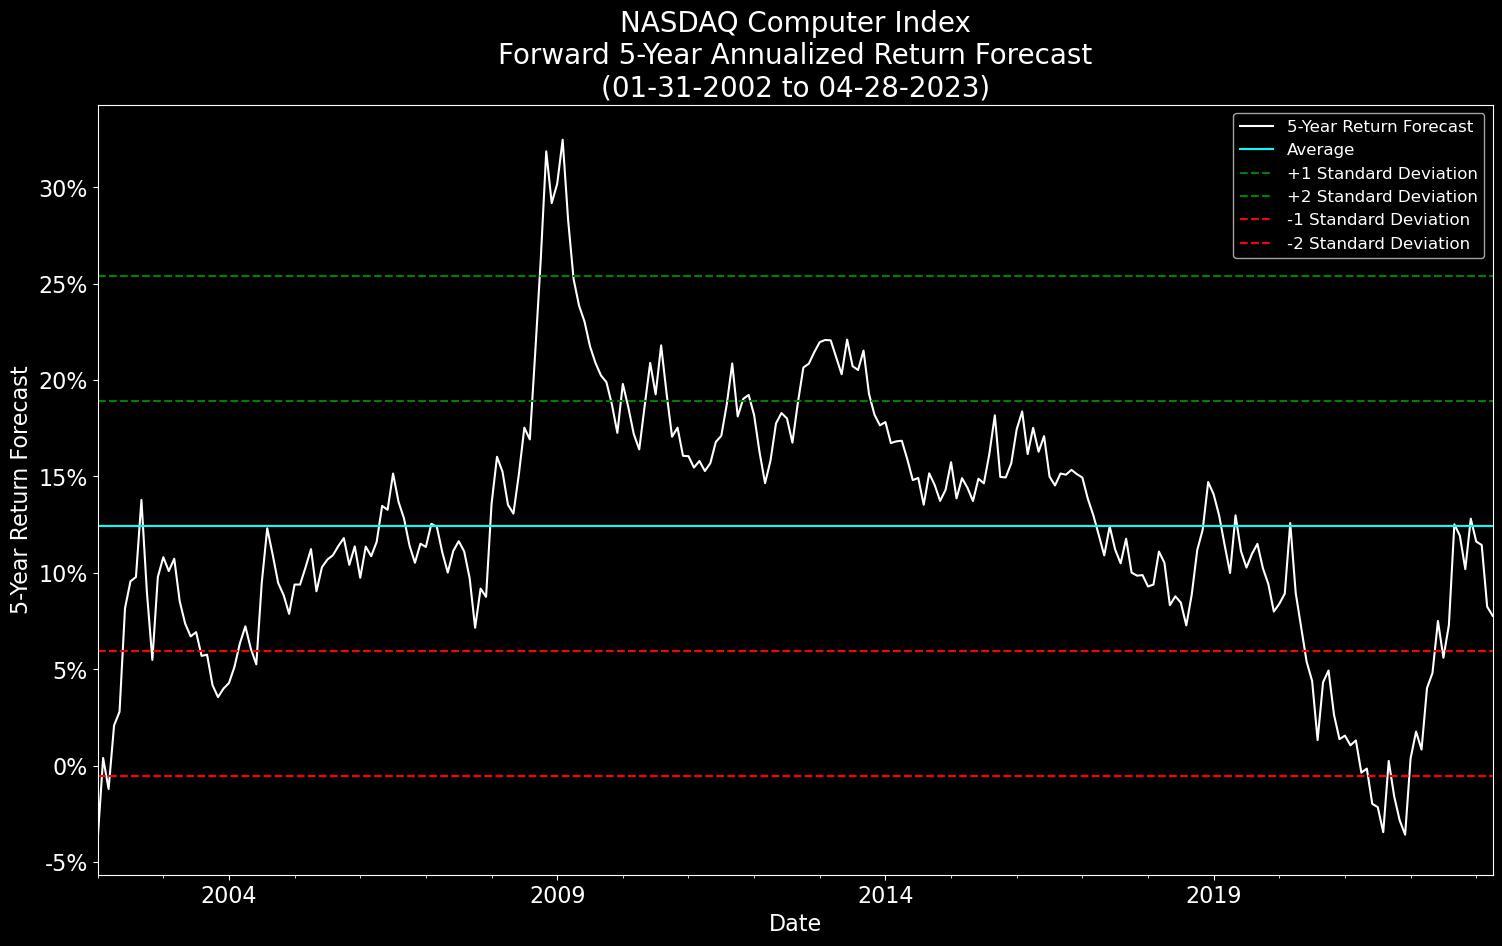 NASDAQ Computer Index
Forward 5-Year Annualized Return Forecast
(01-31-2002 to 04-28-2023)
5-Year Return Forecast
Average
+1 Standard Deviation
+2 Standard Deviation
-1 Standard Deviation
-2 Standard Deviation
5-Year Return Forecast
30%
25%
20%
15%
10%
5%
0%
-5%
2004
2009
2014
2019
Date